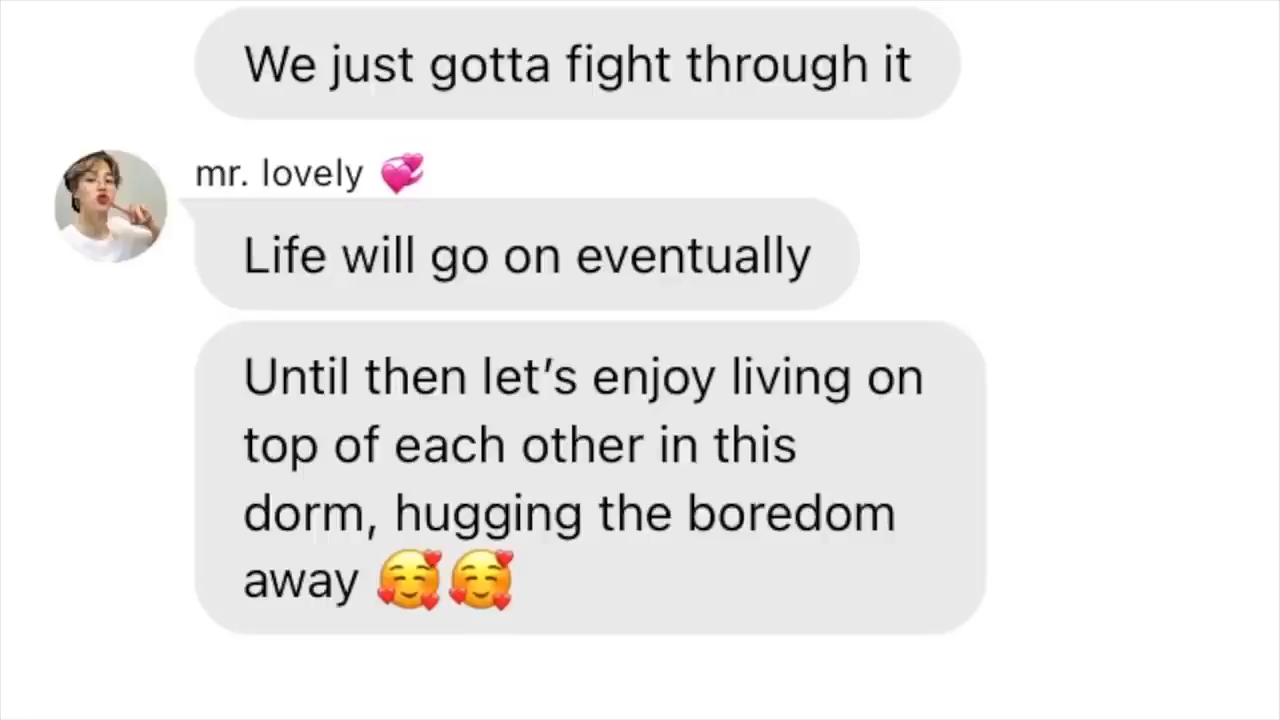 We just gotta fight through it
mr. lovely 💞
Life will go on eventually
Until then let’s enjoy living on
top of each other in this
dorm, hugging the boredom
away 🥰🥰